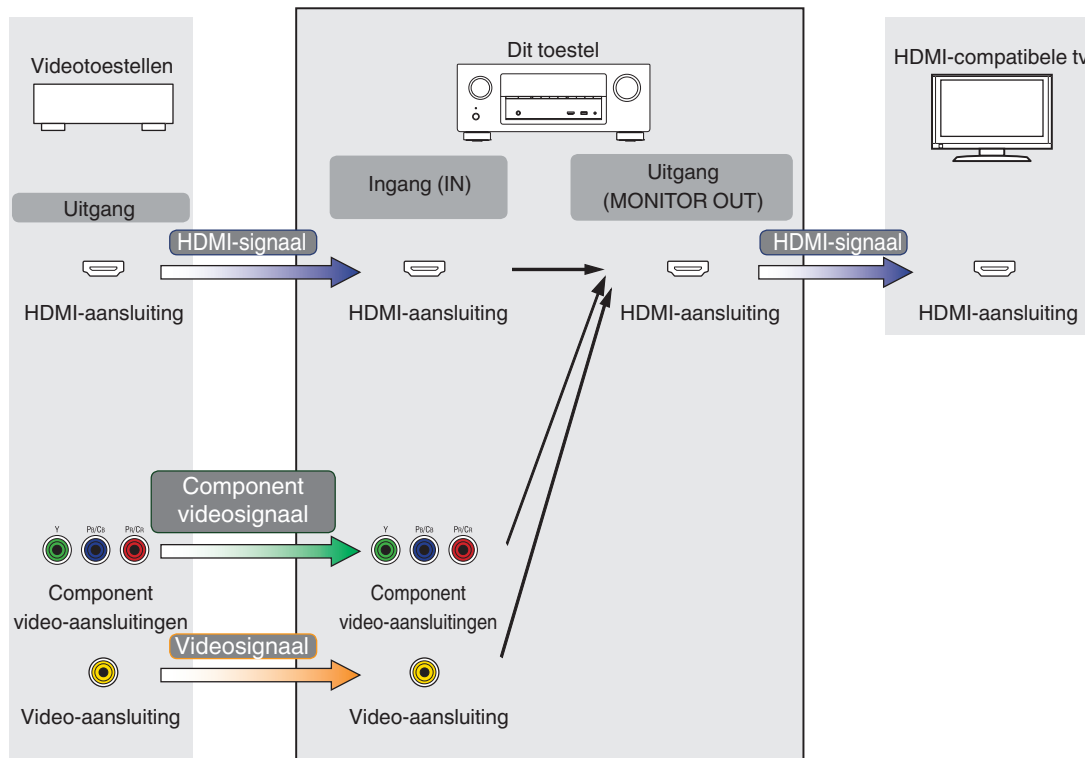 Videotoestellen
Dit toestel
HDMI-compatibele tv
Uitgang
Ingang (IN)
Uitgang
(MONITOR OUT)
HDMI-signaal
HDMI-signaal
HDMI-aansluiting
HDMI-aansluiting
HDMI-aansluiting
HDMI-aansluiting
Component
videosignaal
Y PB/CB PR/CR
Y PB/CB PR/CR
Component
video-aansluitingen
Component
video-aansluitingen
Videosignaal
Video-aansluiting
Video-aansluiting